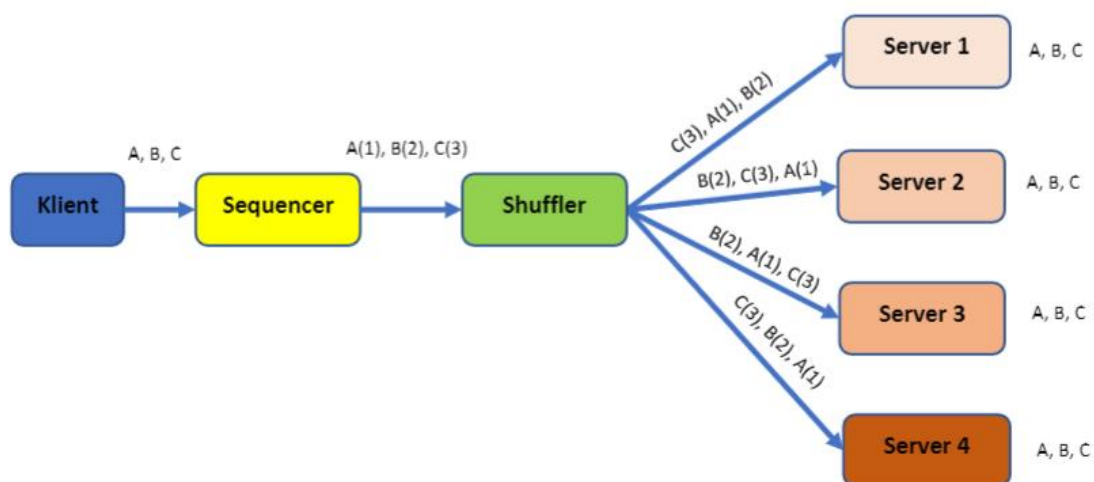 Klient
A, B, C
Sequencer
A(1), B(2), C(3)
Shuffler
C(3), A(1), B(2)
Server 1
A, B, C
B(2), C(3), A(1)
Server 2
A, B, C
B(2), A(1), C(3)
Server 3
A, B, C
C(3), B(2), A(1)
Server 4
A, B, C